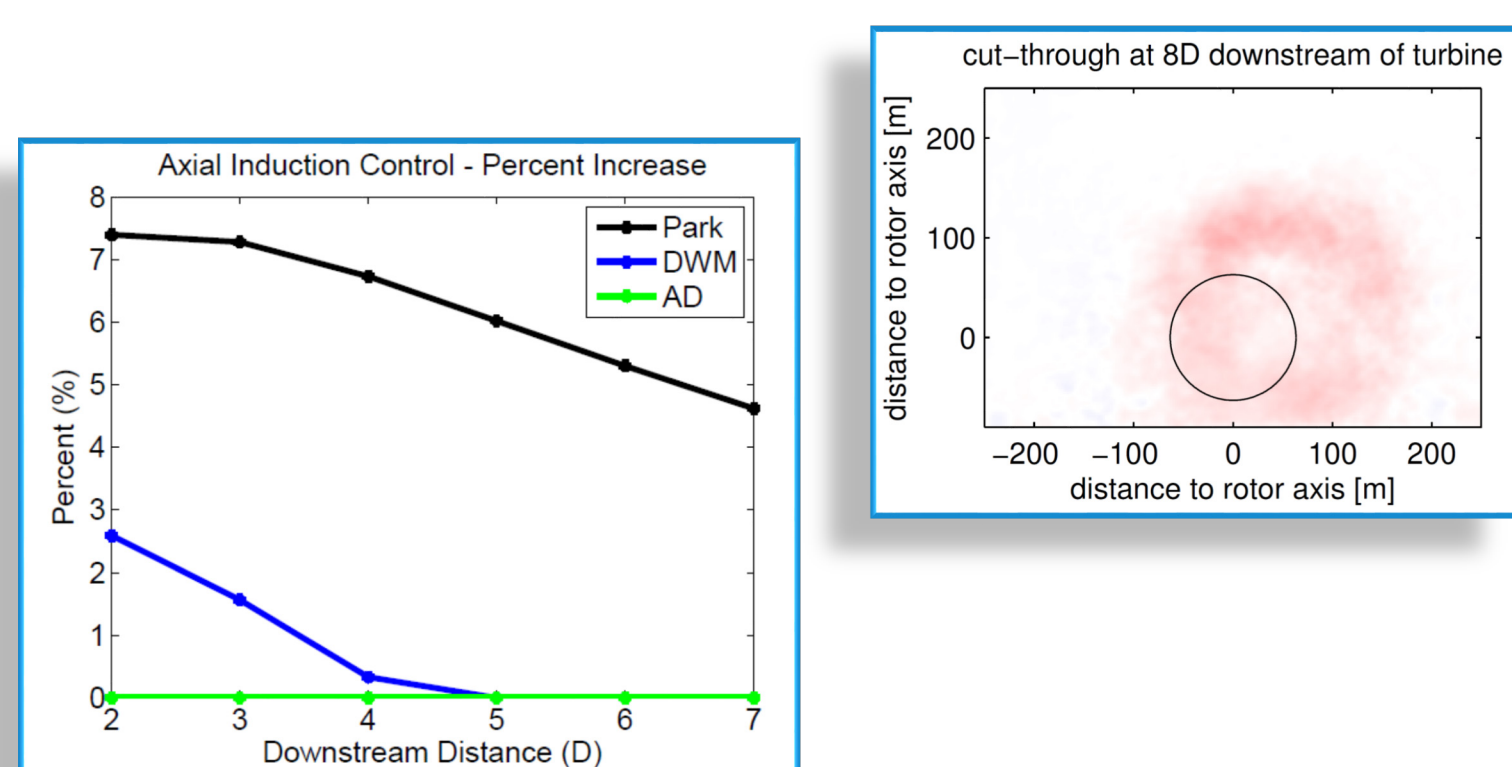 Axial Induction Control - Percent Increase
8
7
6
5
4
3
2
1
0
Percent (%)
Park
DWM
AD
2 3 4 5 6 7
Downstream Distance (D)
cut–through at 8D downstream of turbine
distance to rotor axis [m]
200
100
0
−200 −100 0 100 200
distance to rotor axis [m]